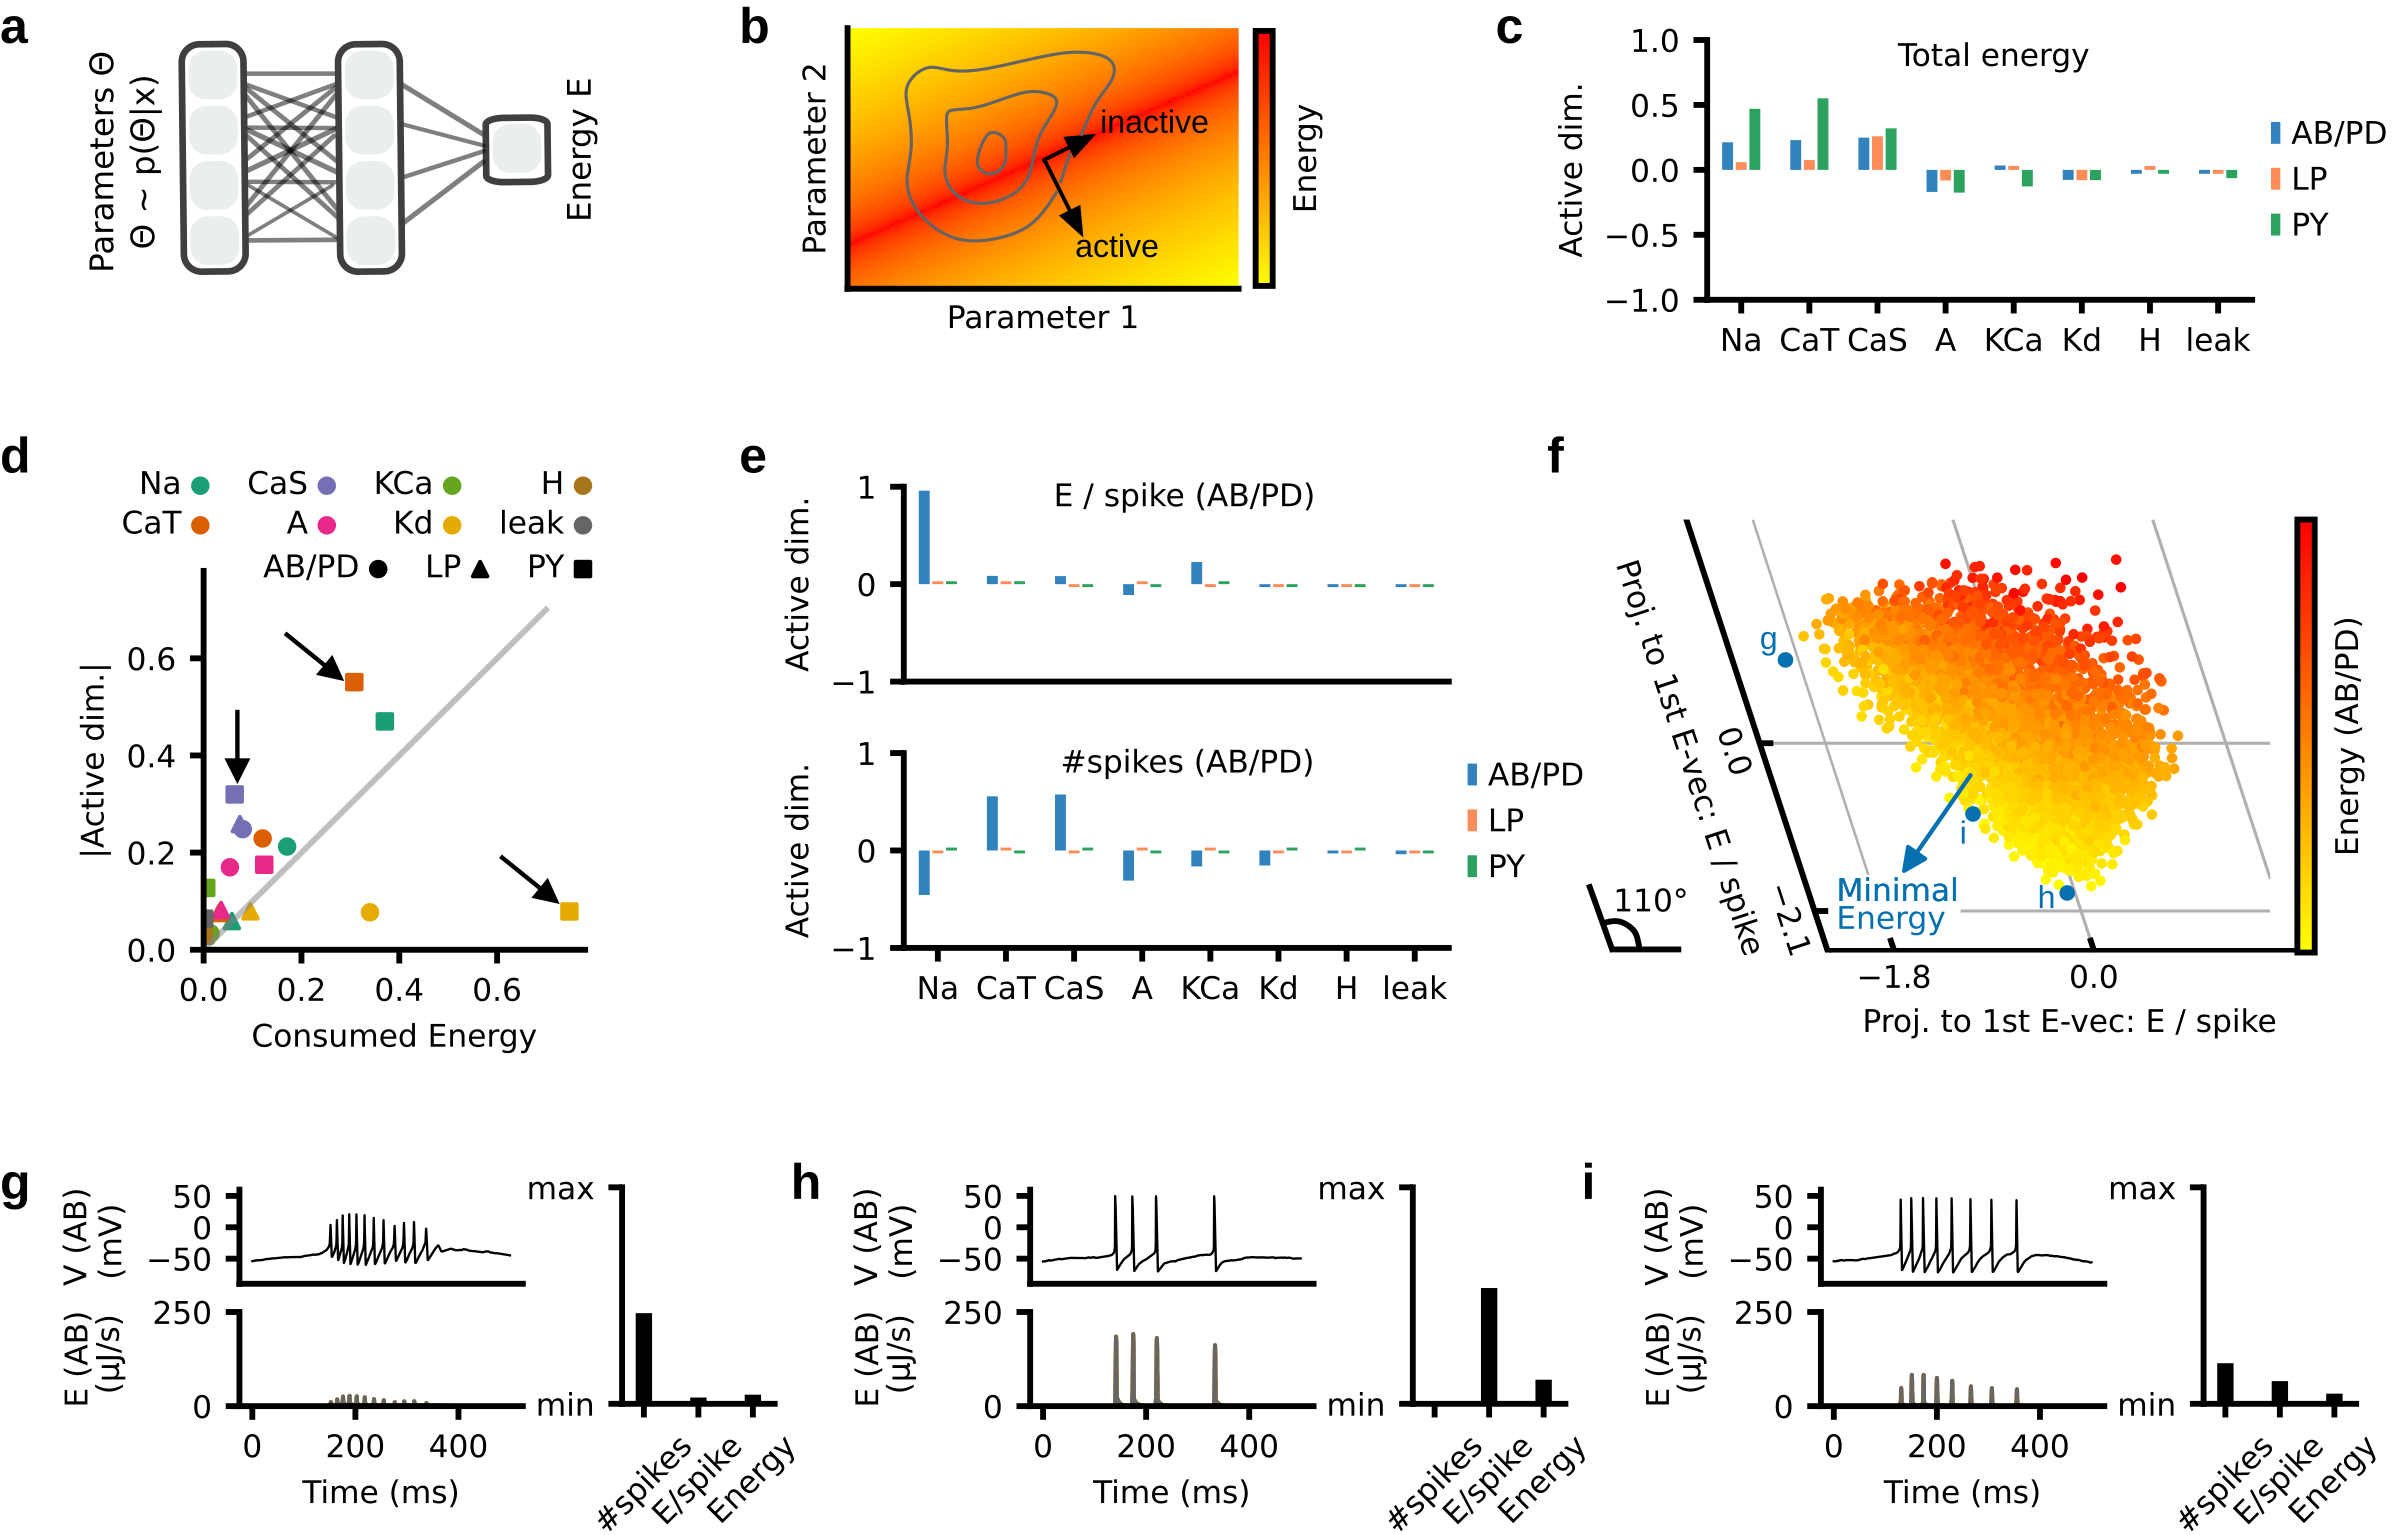 a
Parameters Θ
Θ ~ p(Θ|x)
Energy E
b
Parameter 2
inactive
active
Parameter 1
Energy
c
Total energy
Active dim.
1.0
0.5
0.0
−0.5
−1.0
Na CaT CaS A KCa Kd H leak
AB/PD
LP
PY
d
Na CaS KCa H
CaT A Kd leak
AB/PD LP PY
|Active dim.|
0.6
0.4
0.2
0.0
0.0 0.2 0.4 0.6
Consumed Energy
e
E / spike (AB/PD)
Active dim.
1
0
−1
#spikes (AB/PD)
Active dim.
1
0
−1
Na CaT CaS A KCa Kd H leak
AB/PD
LP
PY
f
Proj. to 1st E-vec: E / spike
0.0
−2.1
110°
g
i
h
Minimal
Energy
−1.8 0.0
Proj. to 1st E-vec: E / spike
Energy (AB/PD)
g
V (AB)
(mV)
50
0
−50
E (AB)
(µJ/s)
250
0
0 200 400
Time (ms)
max
min
#spikes
E/spike
Energy
h
V (AB)
(mV)
50
0
−50
E (AB)
(µJ/s)
250
0
0 200 400
Time (ms)
max
min
#spikes
E/spike
Energy
i
V (AB)
(mV)
50
0
−50
E (AB)
(µJ/s)
250
0
0 200 400
Time (ms)
max
min
#spikes
E/spike
Energy